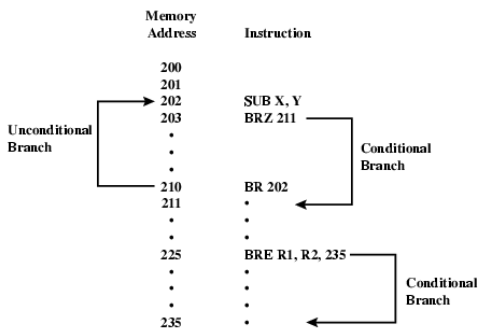 Memory
Address Instruction
200
201
202 SUB X, Y
203 BRZ 211
Unconditional
Branch
Conditional
Branch
210 BR 202
211
225 BRE R1, R2, 235
Conditional
Branch
235